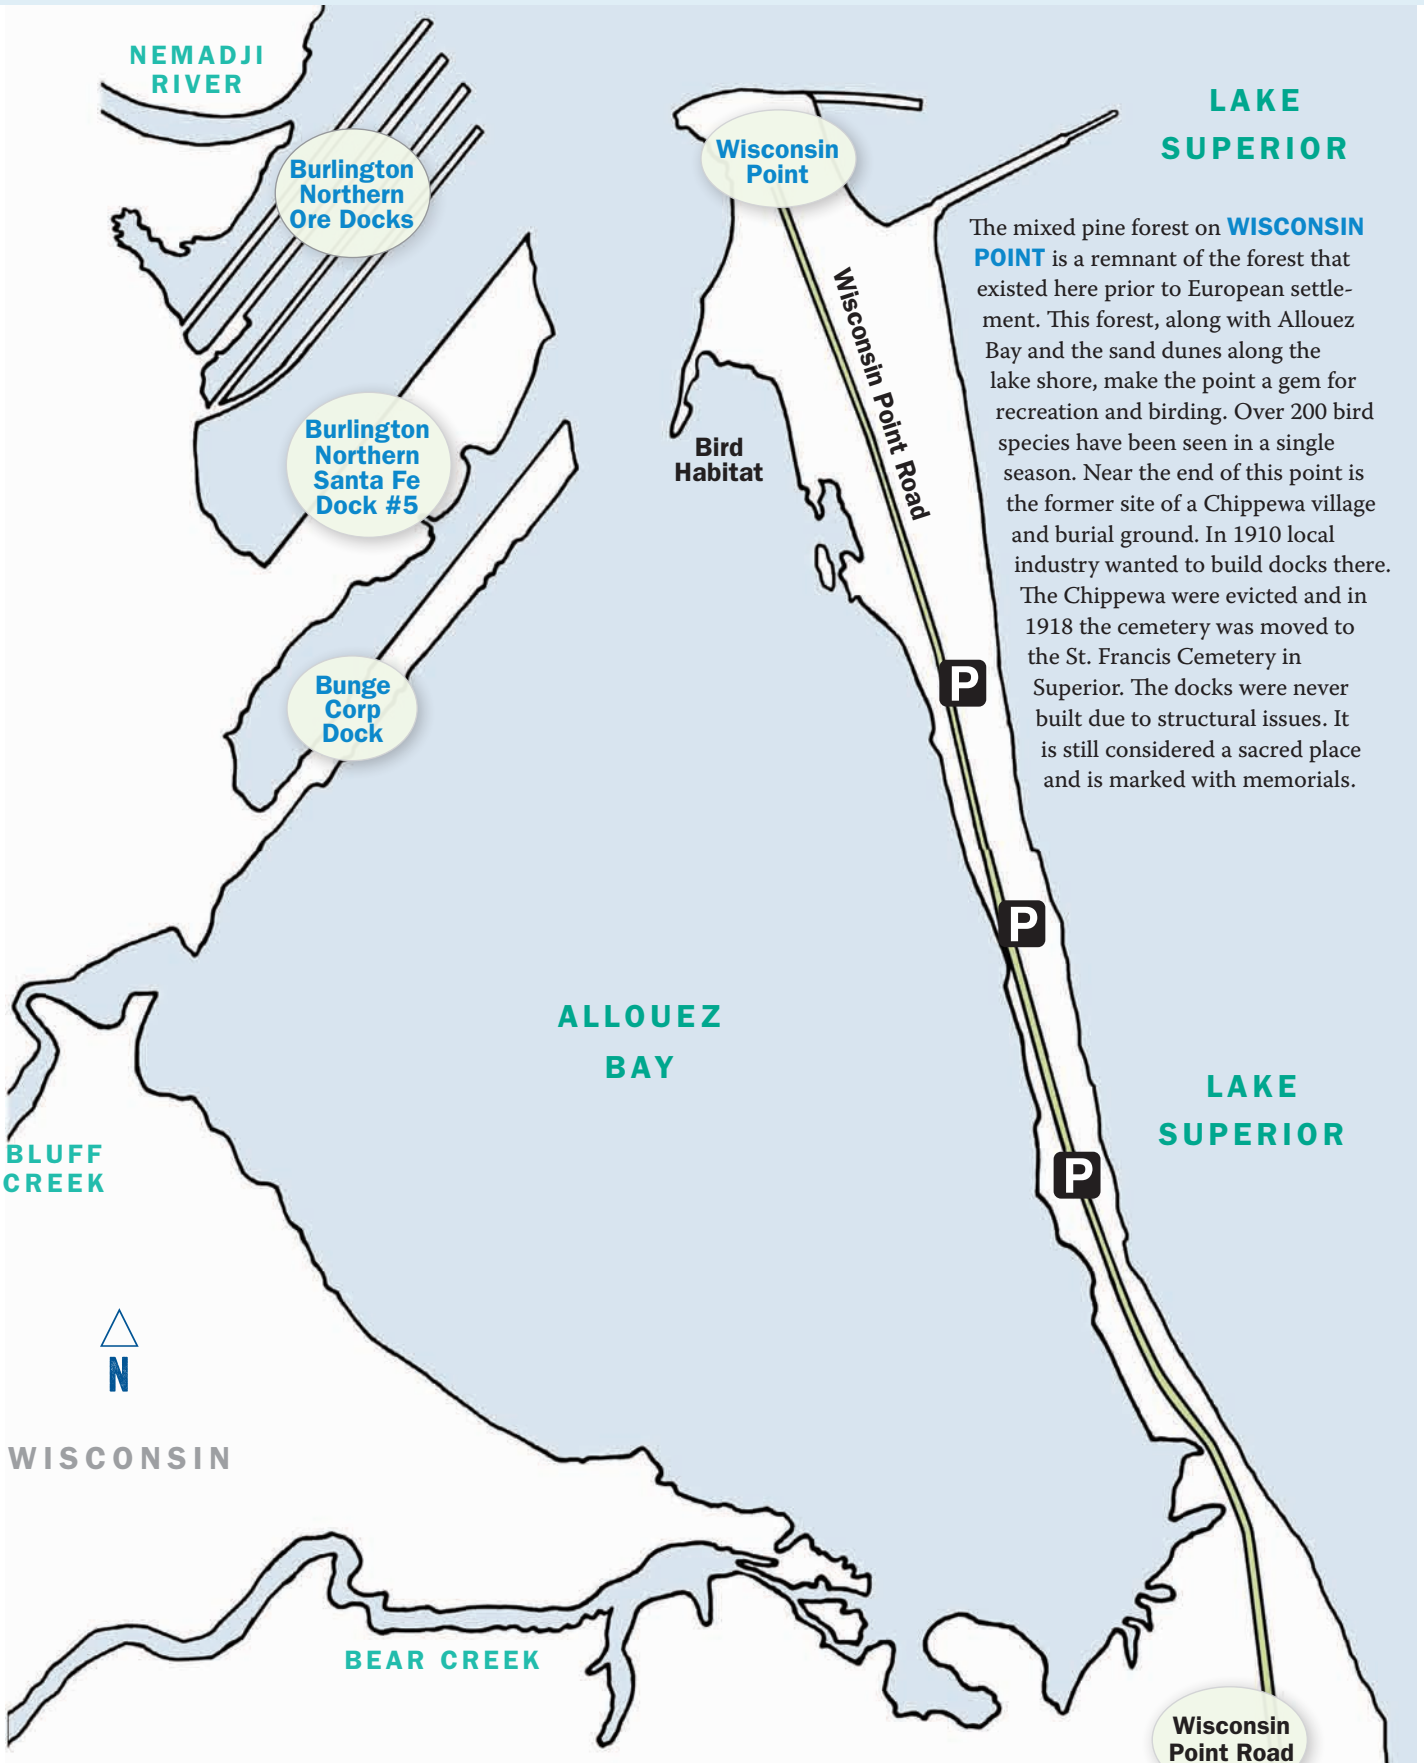 NEMADJI
RIVER
Burlington
Northern
Ore Docks
Wisconsin
Point
LAKE
SUPERIOR
The mixed pine forest on WISCONSIN
POINT is a remnant of the forest that
existed here prior to European settle-
ment. This forest, along with Allouez
Bay and the sand dunes along the
lake shore, make the point a gem for
recreation and birding. Over 200 bird
species have been seen in a single
season. Near the end of this point is
the former site of a Chippewa village
and burial ground. In 1910 local
industry wanted to build docks there.
The Chippewa were evicted and in
1918 the cemetery was moved to
the St. Francis Cemetery in
Superior. The docks were never
built due to structural issues. It
is still considered a sacred place
and is marked with memorials.
Wisconsin Point Road
Burlington
Northern
Santa Fe
Dock #5
Bird
Habitat
Bunge
Corp
Dock
P
P
ALLOUEZ
BAY
LAKE
SUPERIOR
BLUFF
CREEK
P
N
WISCONSIN
BEAR CREEK
Wisconsin
Point Road